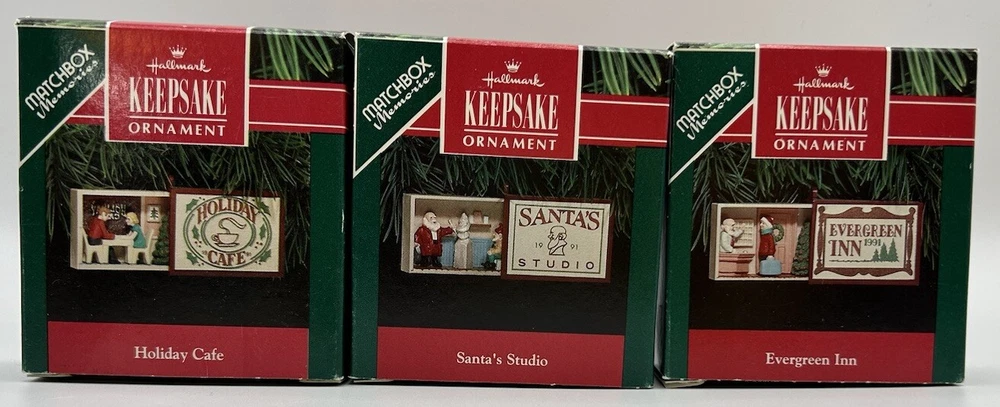 MATCHBOX
Memories
Hallmark
KEEPSAKE
ORNAMENT
HOLIDAY
CAFE
Holiday Cafe
MATCHBOX
Memories
Hallmark
KEEPSAKE
ORNAMENT
SANTA'S
19 91
STUDIO
Santa's Studio
MATCHBOX
Memories
Hallmark
KEEPSAKE
ORNAMENT
EVERGREEN
INN 1991
Evergreen Inn